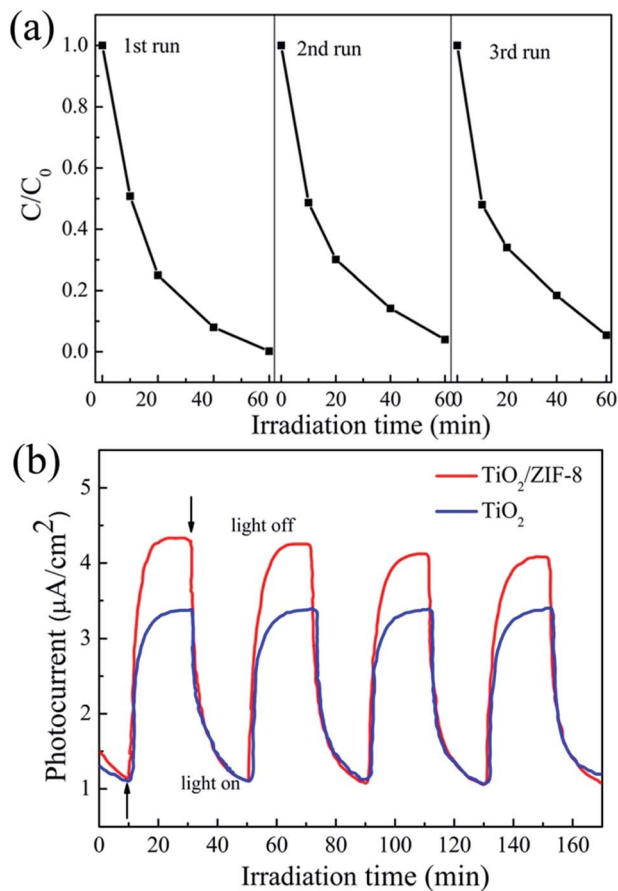 (a)
1.0
0.8
0.6
0.4
0.2
0.0
C/C₀
1st run
2nd run
3rd run
0 20 40 60 0 20 40 60 0 20 40 60
Irradiation time (min)
(b)
TiO₂/ZIF-8
TiO₂
5
4
3
2
1
Photocurrent (μA/cm²)
light off
light on
0 20 40 60 80 100 120 130 150 170
Irradiation time (min)